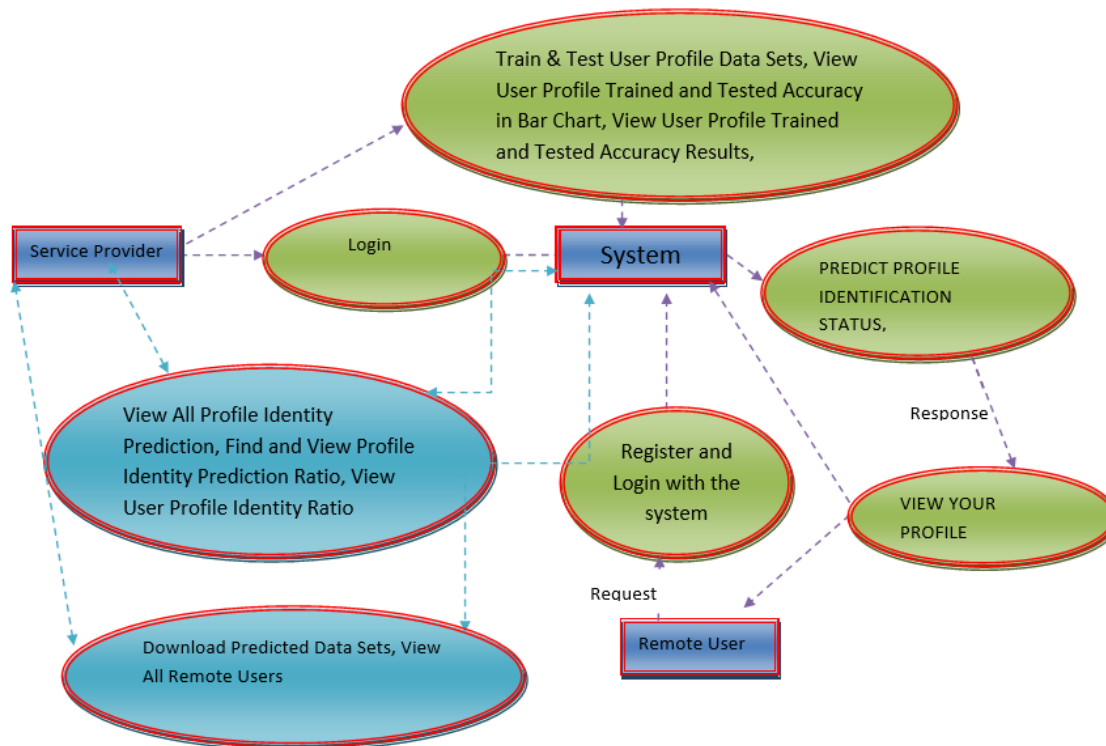 Train & Test User Profile Data Sets, View
User Profile Trained and Tested Accuracy
in Bar Chart, View User Profile Trained
and Tested Accuracy Results,
Service Provider
Login
System
PREDICT PROFILE
IDENTIFICATION
STATUS,
View All Profile Identity
Prediction, Find and View Profile
Identity Prediction Ratio, View
User Profile Identity Ratio
Response
Register and
Login with the
system
VIEW YOUR
PROFILE
Request
Remote User
Download Predicted Data Sets, View
All Remote Users